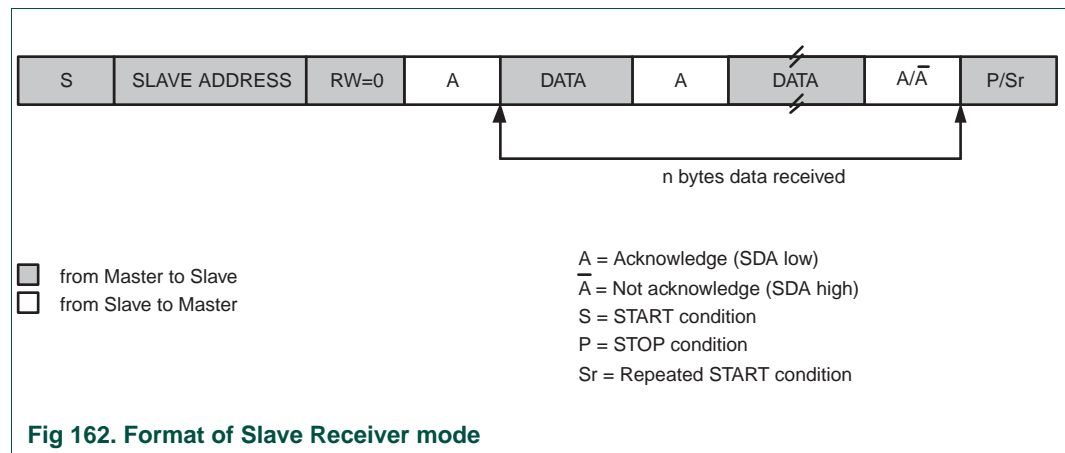 S SLAVE ADDRESS RW=0 A DATA A DATA A/A̅ P/Sr
n bytes data received
from Master to Slave
from Slave to Master
A = Acknowledge (SDA low)
A̅ = Not acknowledge (SDA high)
S = START condition
P = STOP condition
Sr = Repeated START condition
Fig 162. Format of Slave Receiver mode